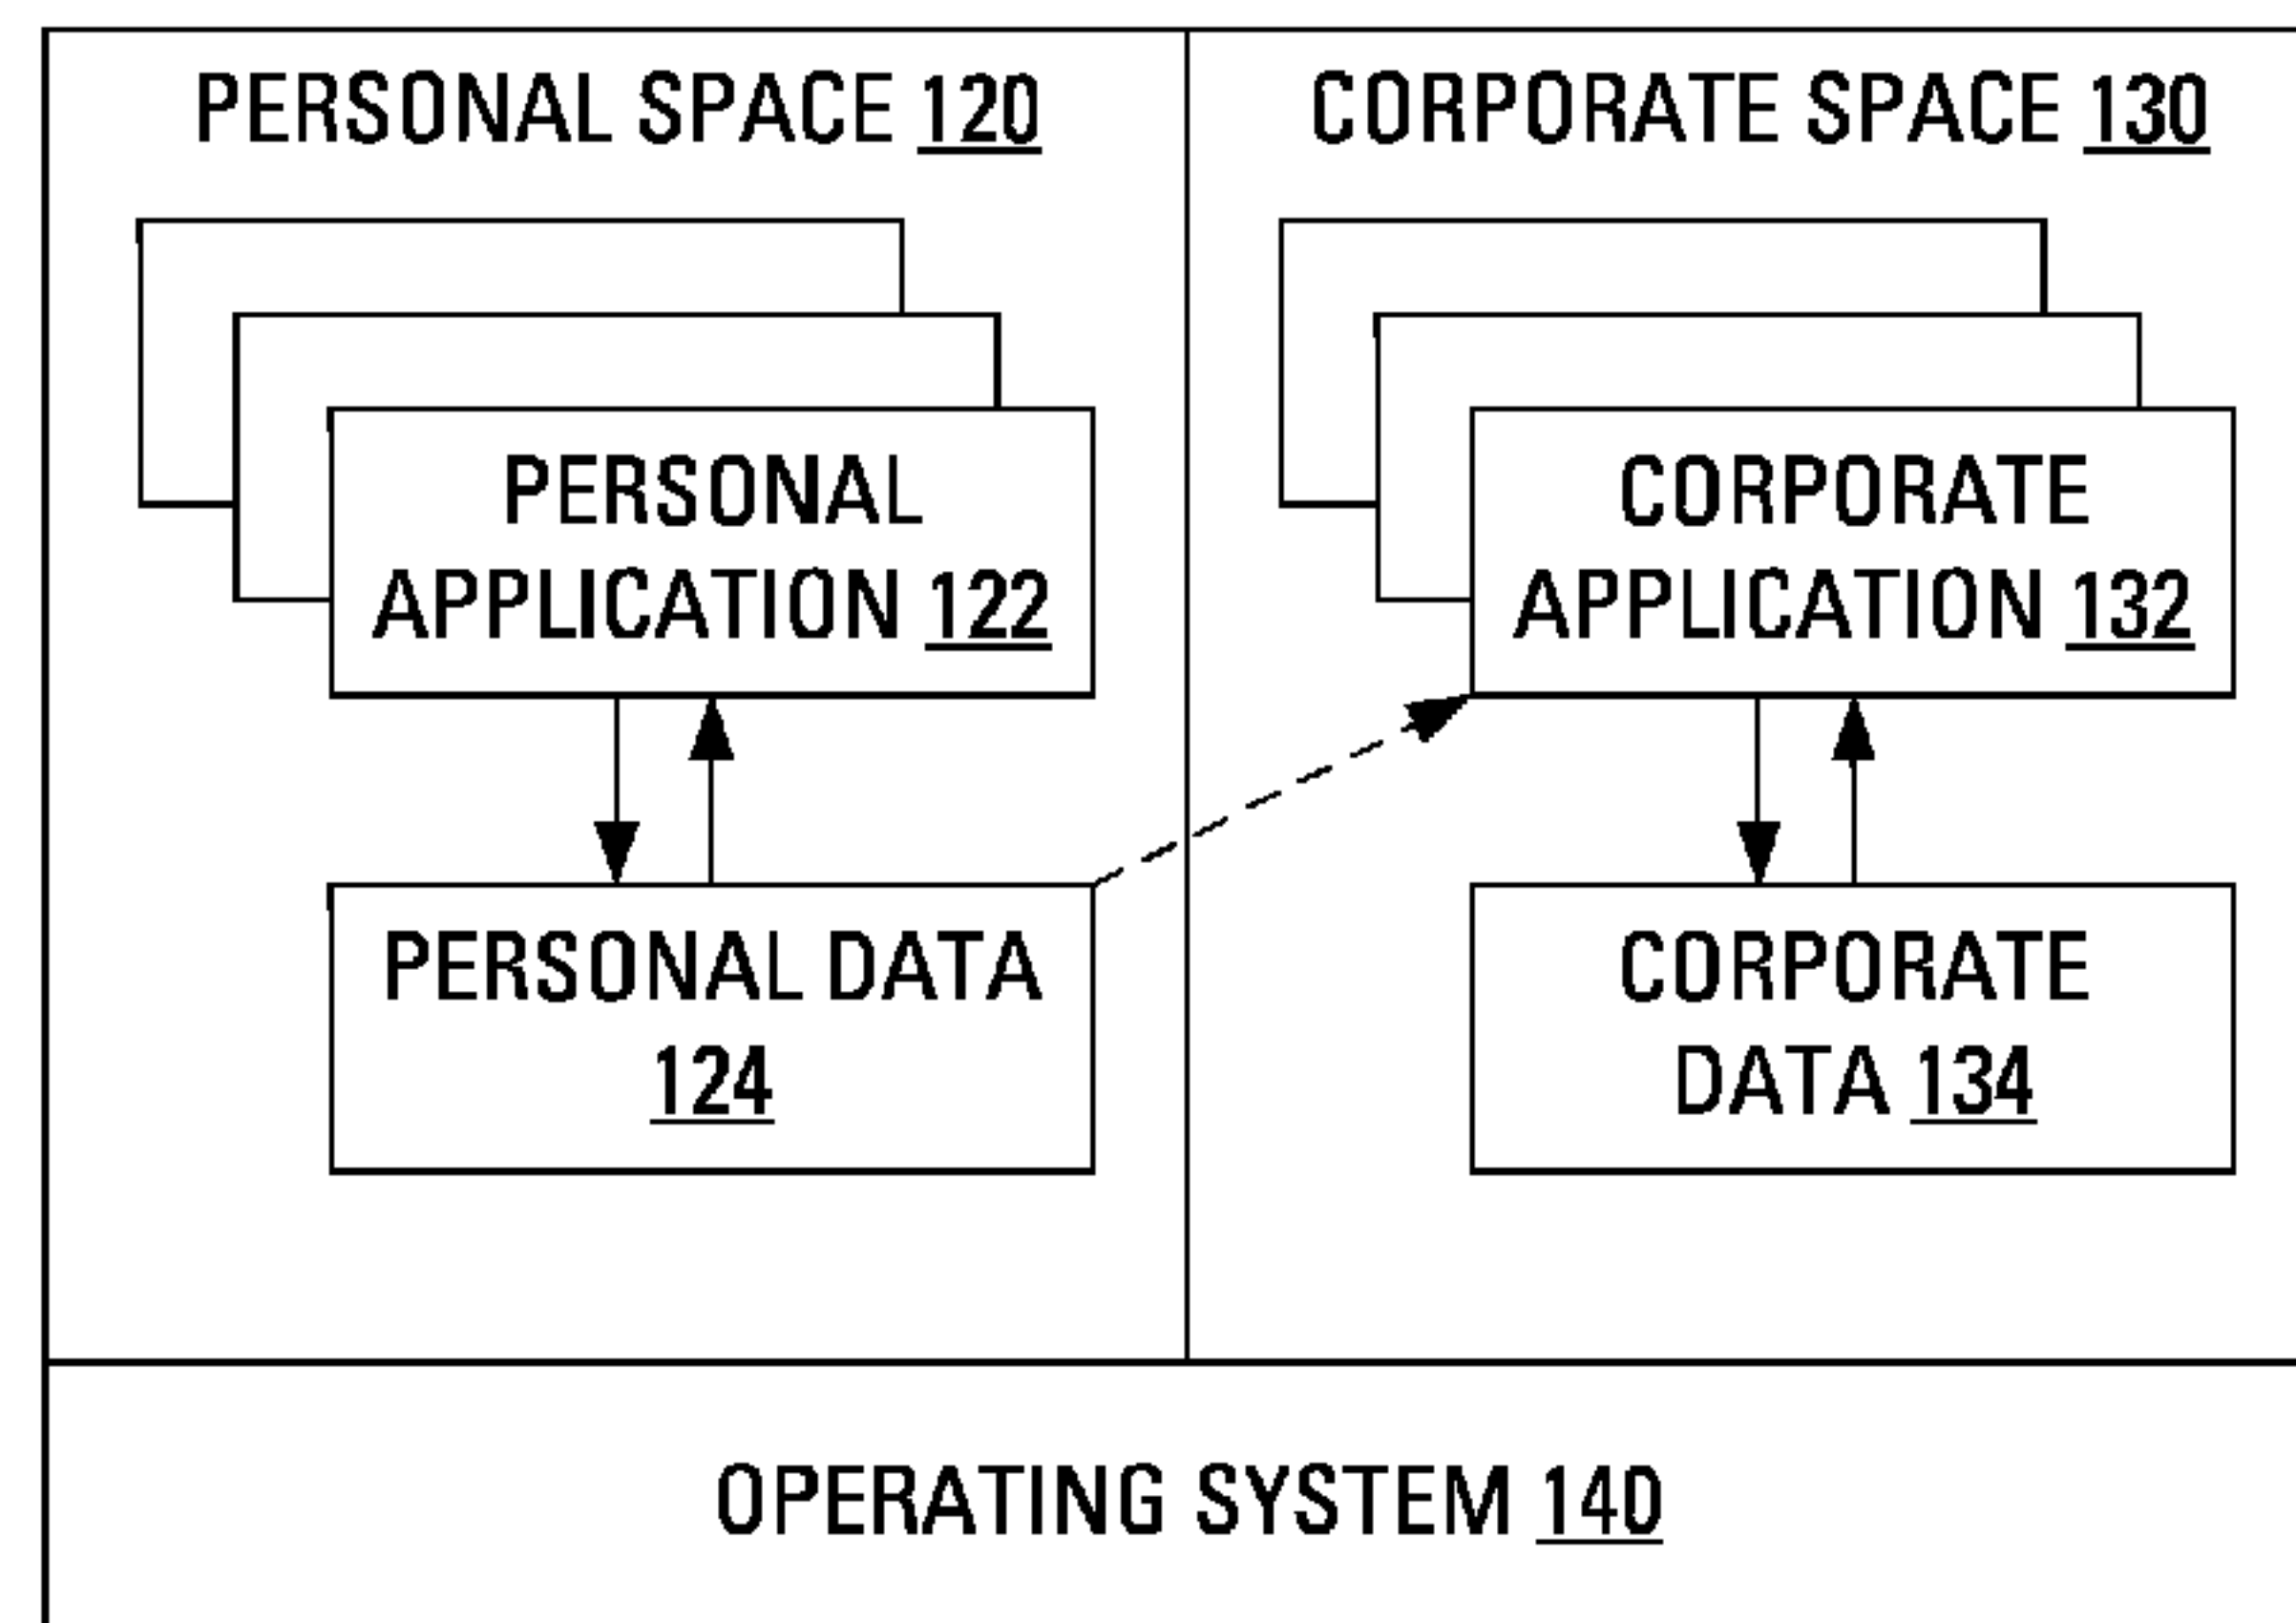 PERSONAL SPACE 120
CORPORATE SPACE 130
PERSONAL
APPLICATION 122
CORPORATE
APPLICATION 132
PERSONAL DATA
124
CORPORATE
DATA 134
OPERATING SYSTEM 140